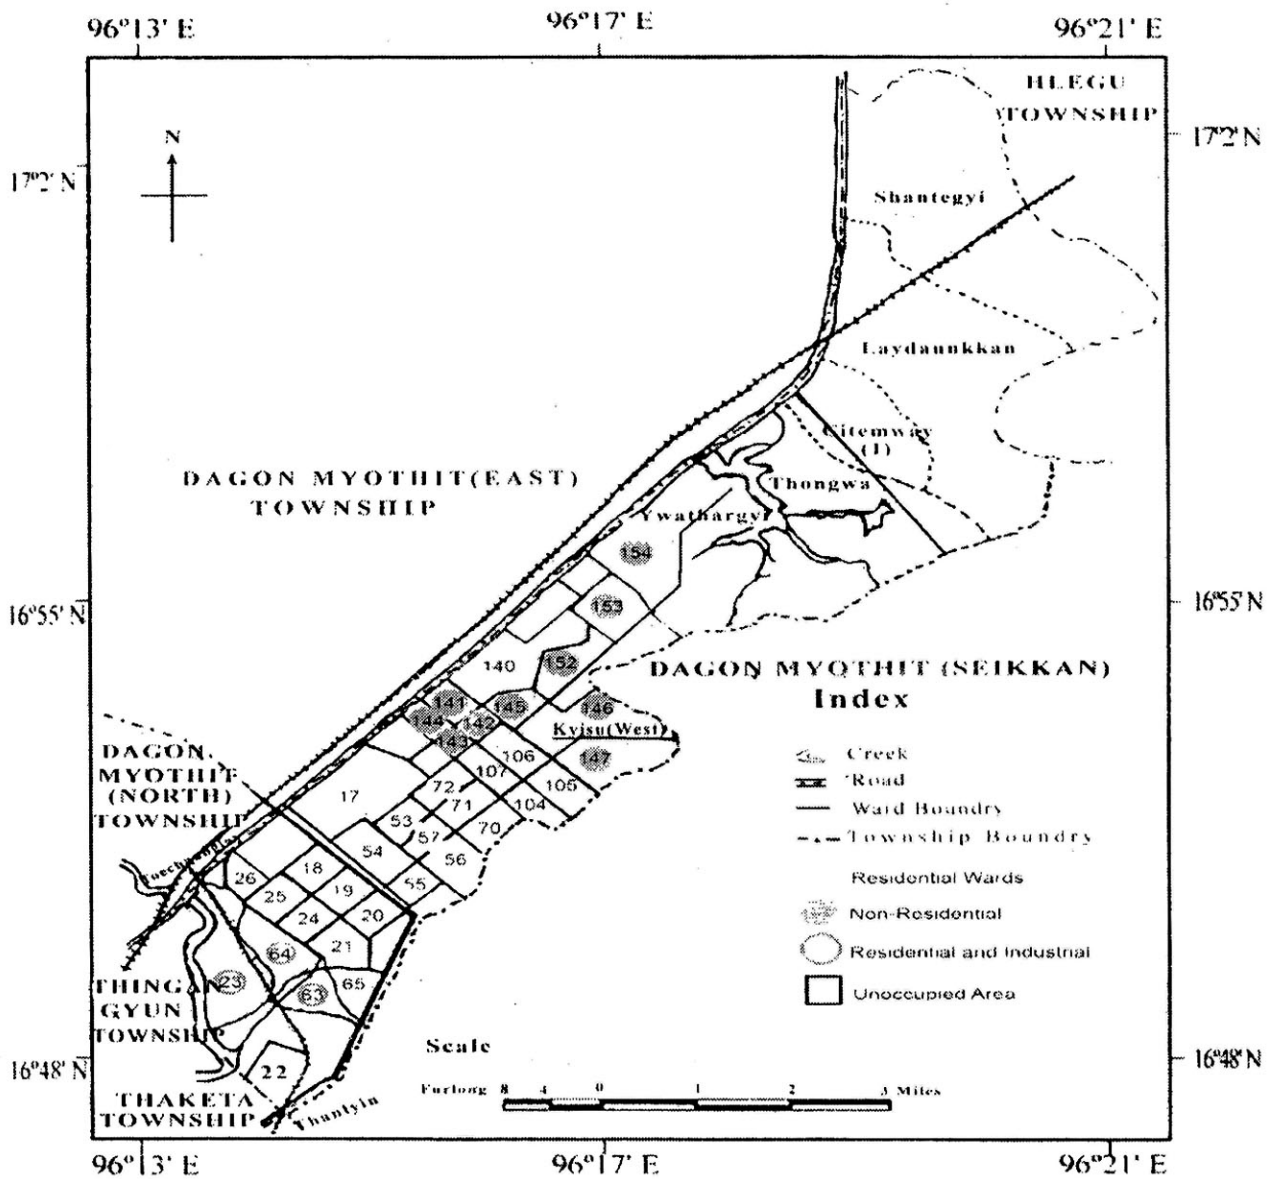 96°13' E
96°17' E
96°21' E
HLEGU
TOWNSHIP
N
17°2' N
17°2' N
Shantegyi
Laydaunkkan
Gitemway
(1)
DAGON MYOTHIT(EAST)
TOWNSHIP
Thongwa
Ywathargyi
154
16°55' N
153
16°55' N
140
152
DAGON MYOTHIT (SEIKKAN)
Index
141
145
146
144
142
143
Kyisu(West)
DAGON
MYOTHIT
(NORTH)
TOWNSHIP
106
147
107
105
72
17
71
104
53
57
70
54
56
55
18
26
19
25
24
20
21
64
23
63
65
22
Creek
Road
Ward Boundry
Township Boundry
Residential Wards
Non-Residential
Residential and Industrial
Unoccupied Area
THINGAN
GYUN
TOWNSHIP
16°48' N
16°48' N
Scale
THAKETA
TOWNSHIP
Thantyin
Furlong 8 4 0 1 2 3 Miles
96°13' E
96°17' E
96°21' E